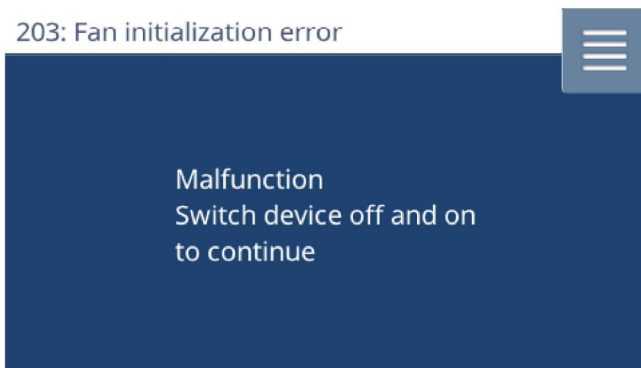 203: Fan initialization error
Malfunction
Switch device off and on
to continue